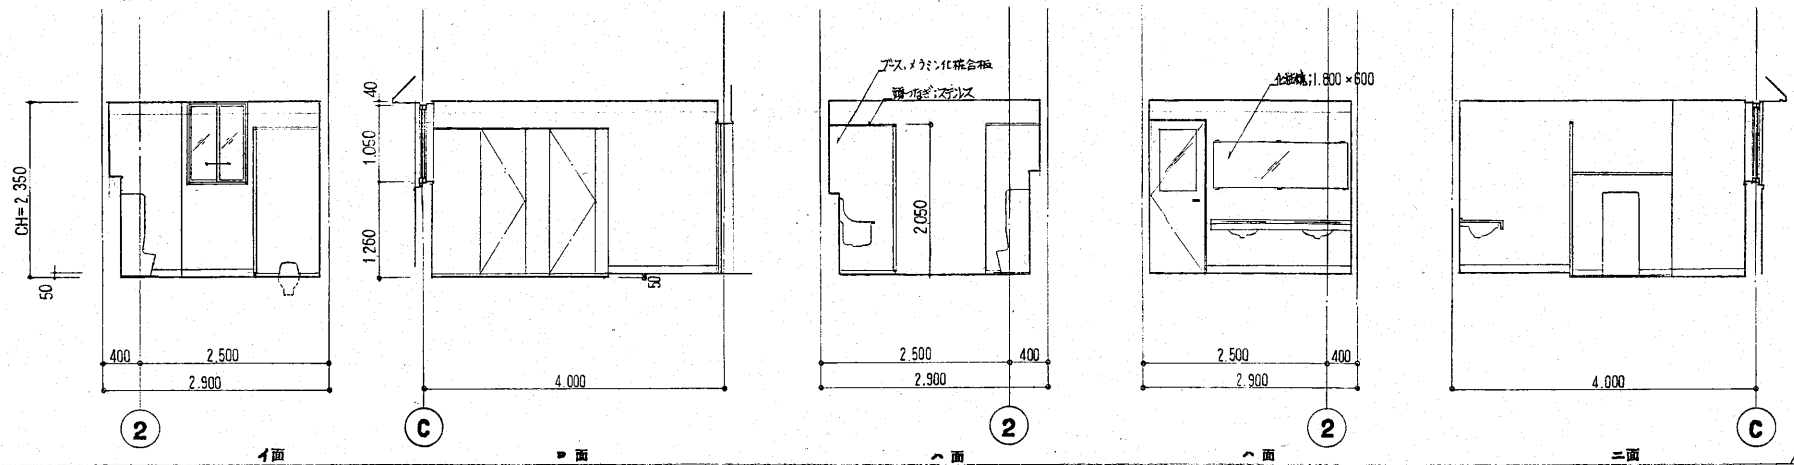 CH=2,350
50
400
2,500
2,900
2
イ面
40
1,050
1,260
50
4,000
C
ロ面
ブース,メラミン化粧合板
頭つなぎ;ステンレス
2,050
2,500
400
2,900
2
ハ面
化粧鏡;1,800×600
2,500
400
2,900
2
ハ面
4,000
C
ニ面